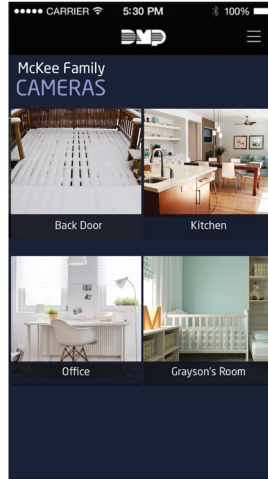 CARRIER 5:30 PM 100%
DMP
McKee Family
CAMERAS
Back Door Kitchen
M
Office Grayson's Room